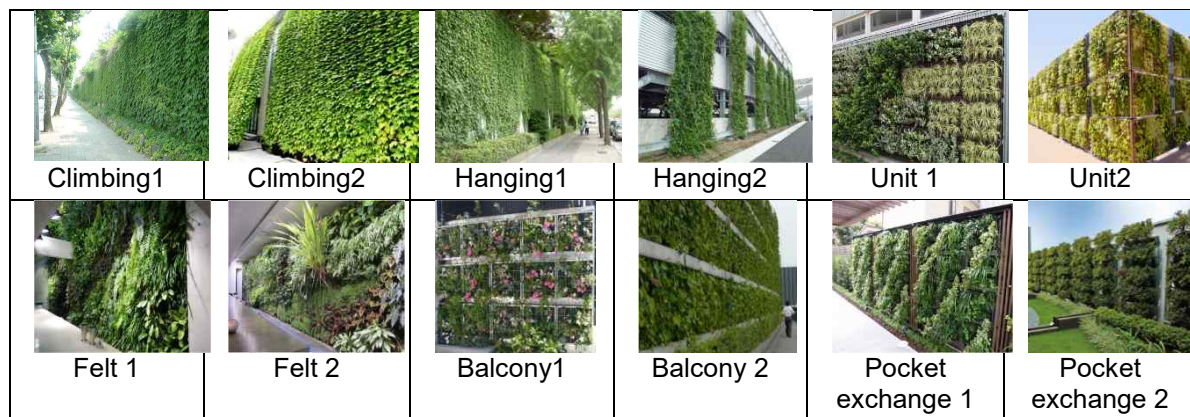 Climbing1
Climbing2
Hanging1
Hanging2
Unit 1
Unit2
Felt 1
Felt 2
Balcony1
Balcony 2
Pocket
exchange 1
Pocket
exchange 2